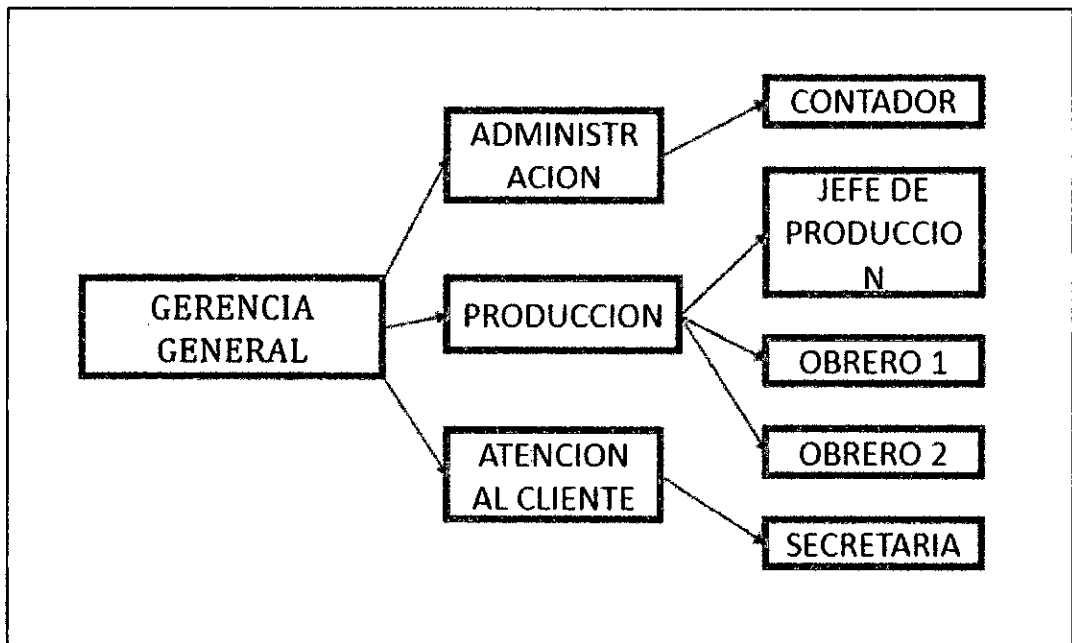 GERENCIA
GENERAL
ADMINISTR
ACION
PRODUCCION
ATENCION
AL CLIENTE
CONTADOR
JEFE DE
PRODUCCIO
N
OBRERO 1
OBRERO 2
SECRETARIA